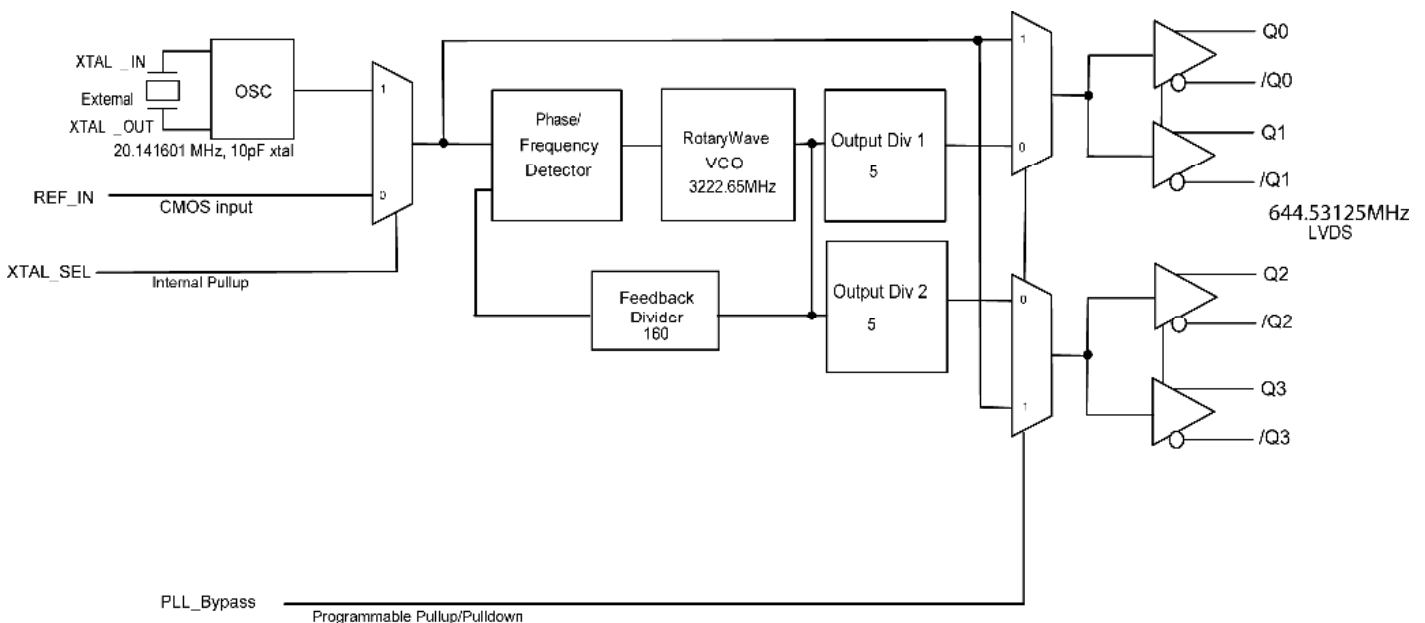 XTAL _IN
External
XTAL _OUT
OSC
20.141601 MHz, 10pF xtal
REF_IN
CMOS input
XTAL_SEL
Internal Pullup
1
0
Phase/
Frequency
Detector
RotaryWave
VCO
3222.65MHz
Output Div 1
5
Feedback
Divider
160
Output Div 2
5
1
0
0
1
Q0
/Q0
Q1
/Q1
644.53125MHz
LVDS
Q2
/Q2
Q3
/Q3
PLL_Bypass
Programmable Pullup/Pulldown